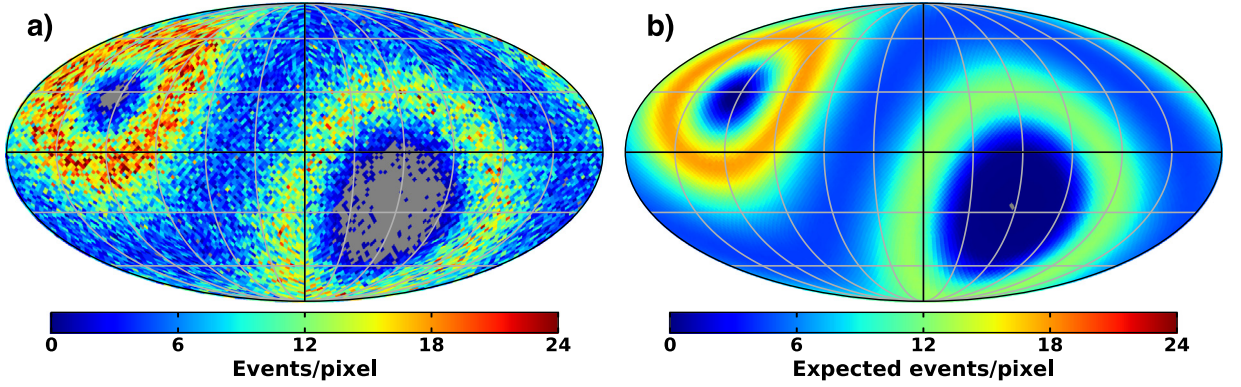 a)
b)
0 6 12 18 24
Events/pixel
0 6 12 18 24
Expected events/pixel